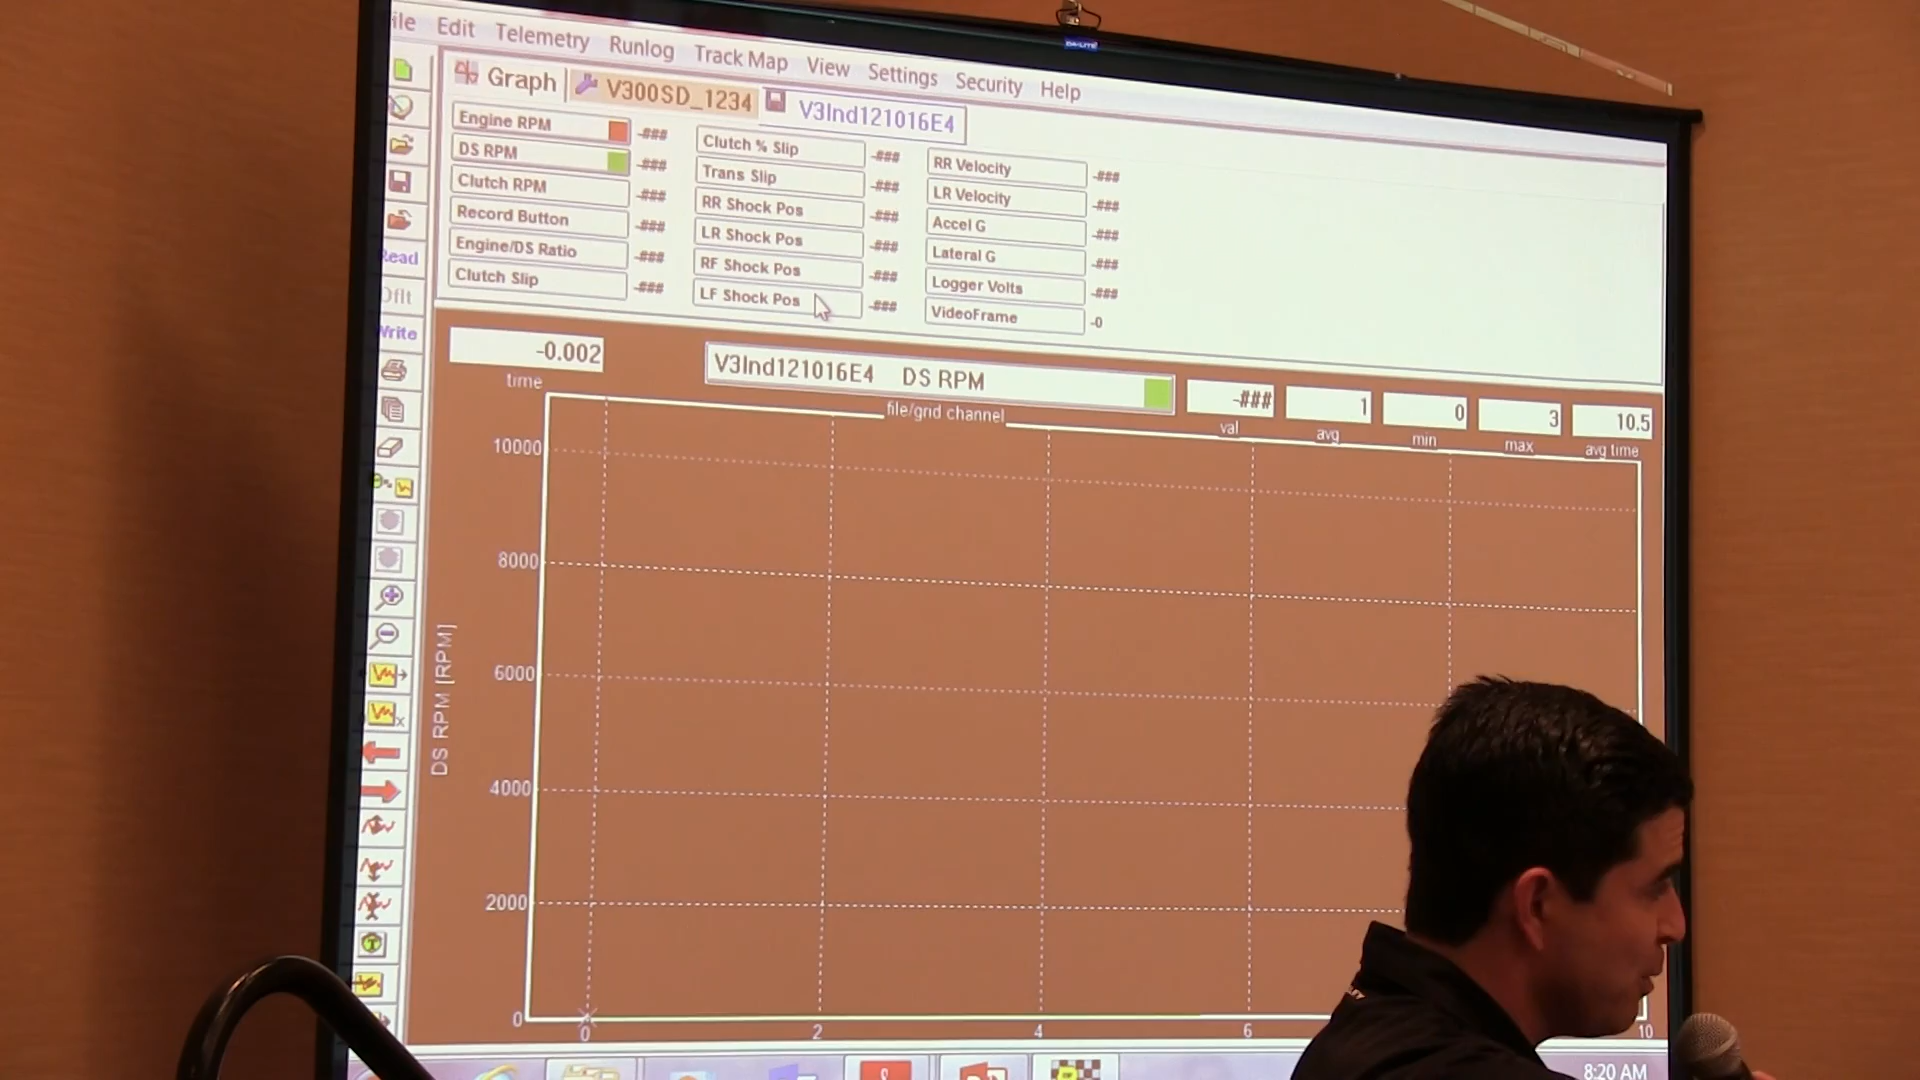 ile Edit Telemetry Runlog Track Map View Settings Security Help
DA-LITE
Graph V300SD_1234 V3Ind121016E4
Engine RPM -###
DS RPM -###
Clutch RPM -###
Record Button -###
Engine/DS Ratio -###
Clutch Slip -###
Clutch % Slip -###
Trans Slip -###
RR Shock Pos -###
LR Shock Pos -###
RF Shock Pos -###
LF Shock Pos -###
RR Velocity -###
LR Velocity -###
Accel G -###
Lateral G -###
Logger Volts -###
VideoFrame -0
Read
Dflt
Write
-0.002
time
V3Ind121016E4 DS RPM
file/grid channel
-###
val
1
avg
0
min
3
max
10.5
avg time
DS RPM [RPM]
10000
8000
6000
4000
2000
0
0 2 4 6 10
8:20 AM